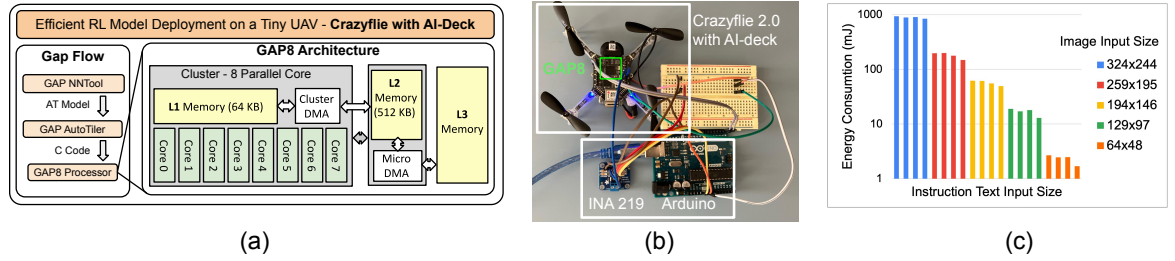 Efficient RL Model Deployment on a Tiny UAV - Crazyflie with AI-Deck
Gap Flow
GAP NNTool
AT Model
GAP AutoTiler
C Code
GAP8 Processor
GAP8 Architecture
Cluster - 8 Parallel Core
L1 Memory (64 KB)
Cluster
DMA
Core 0
Core 1
Core 2
Core 3
Core 4
Core 5
Core 6
Core 7
L2
Memory
(512 KB)
Micro
DMA
L3
Memory
(a)
Crazyflie 2.0
with AI-deck
GAP8
INA 219
Arduino
(b)
Energy Consumtion (mJ)
1000
100
10
1
Instruction Text Input Size
Image Input Size
324x244
259x195
194x146
129x97
64x48
(c)